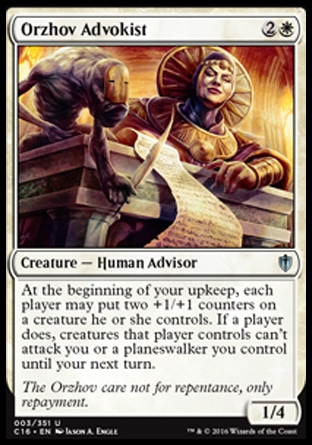 Orzhov Advokist 2
Creature — Human Advisor
At the beginning of your upkeep, each
player may put two +1/+1 counters on
a creature he or she controls. If a player
does, creatures that player controls can't
attack you or a planeswalker you control
until your next turn.
The Orzhov care not for repentance, only
repayment.
1/4
003/351 U
C16 • EN Jason A. Engle
™ & © 2016 Wizards of the Coast